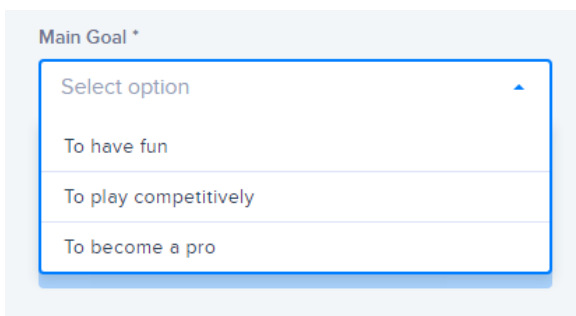 Main Goal *
Select option
To have fun
To play competitively
To become a pro